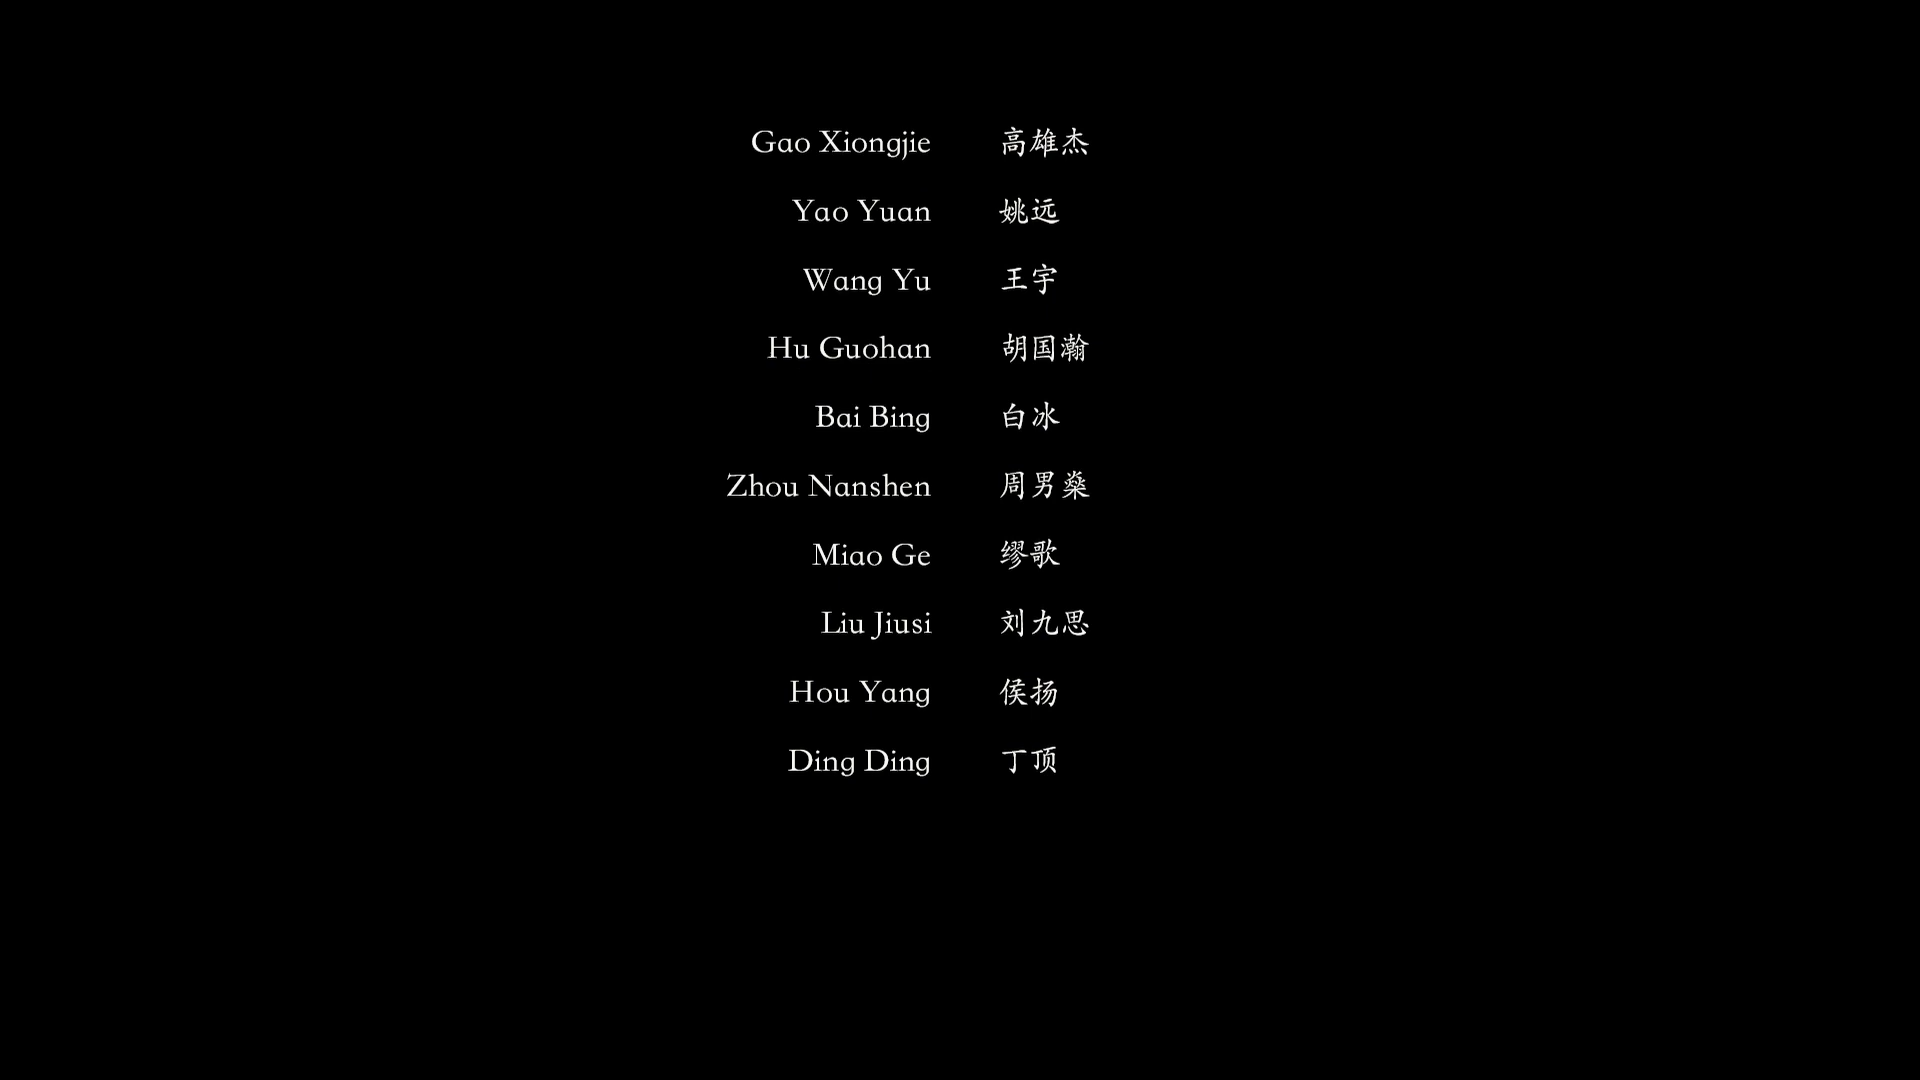 Gao Xiongjie 高雄杰
Yao Yuan 姚远
Wang Yu 王宇
Hu Guohan 胡国瀚
Bai Bing 白冰
Zhou Nanshen 周男燊
Miao Ge 缪歌
Liu Jiusi 刘九思
Hou Yang 侯扬
Ding Ding 丁顶